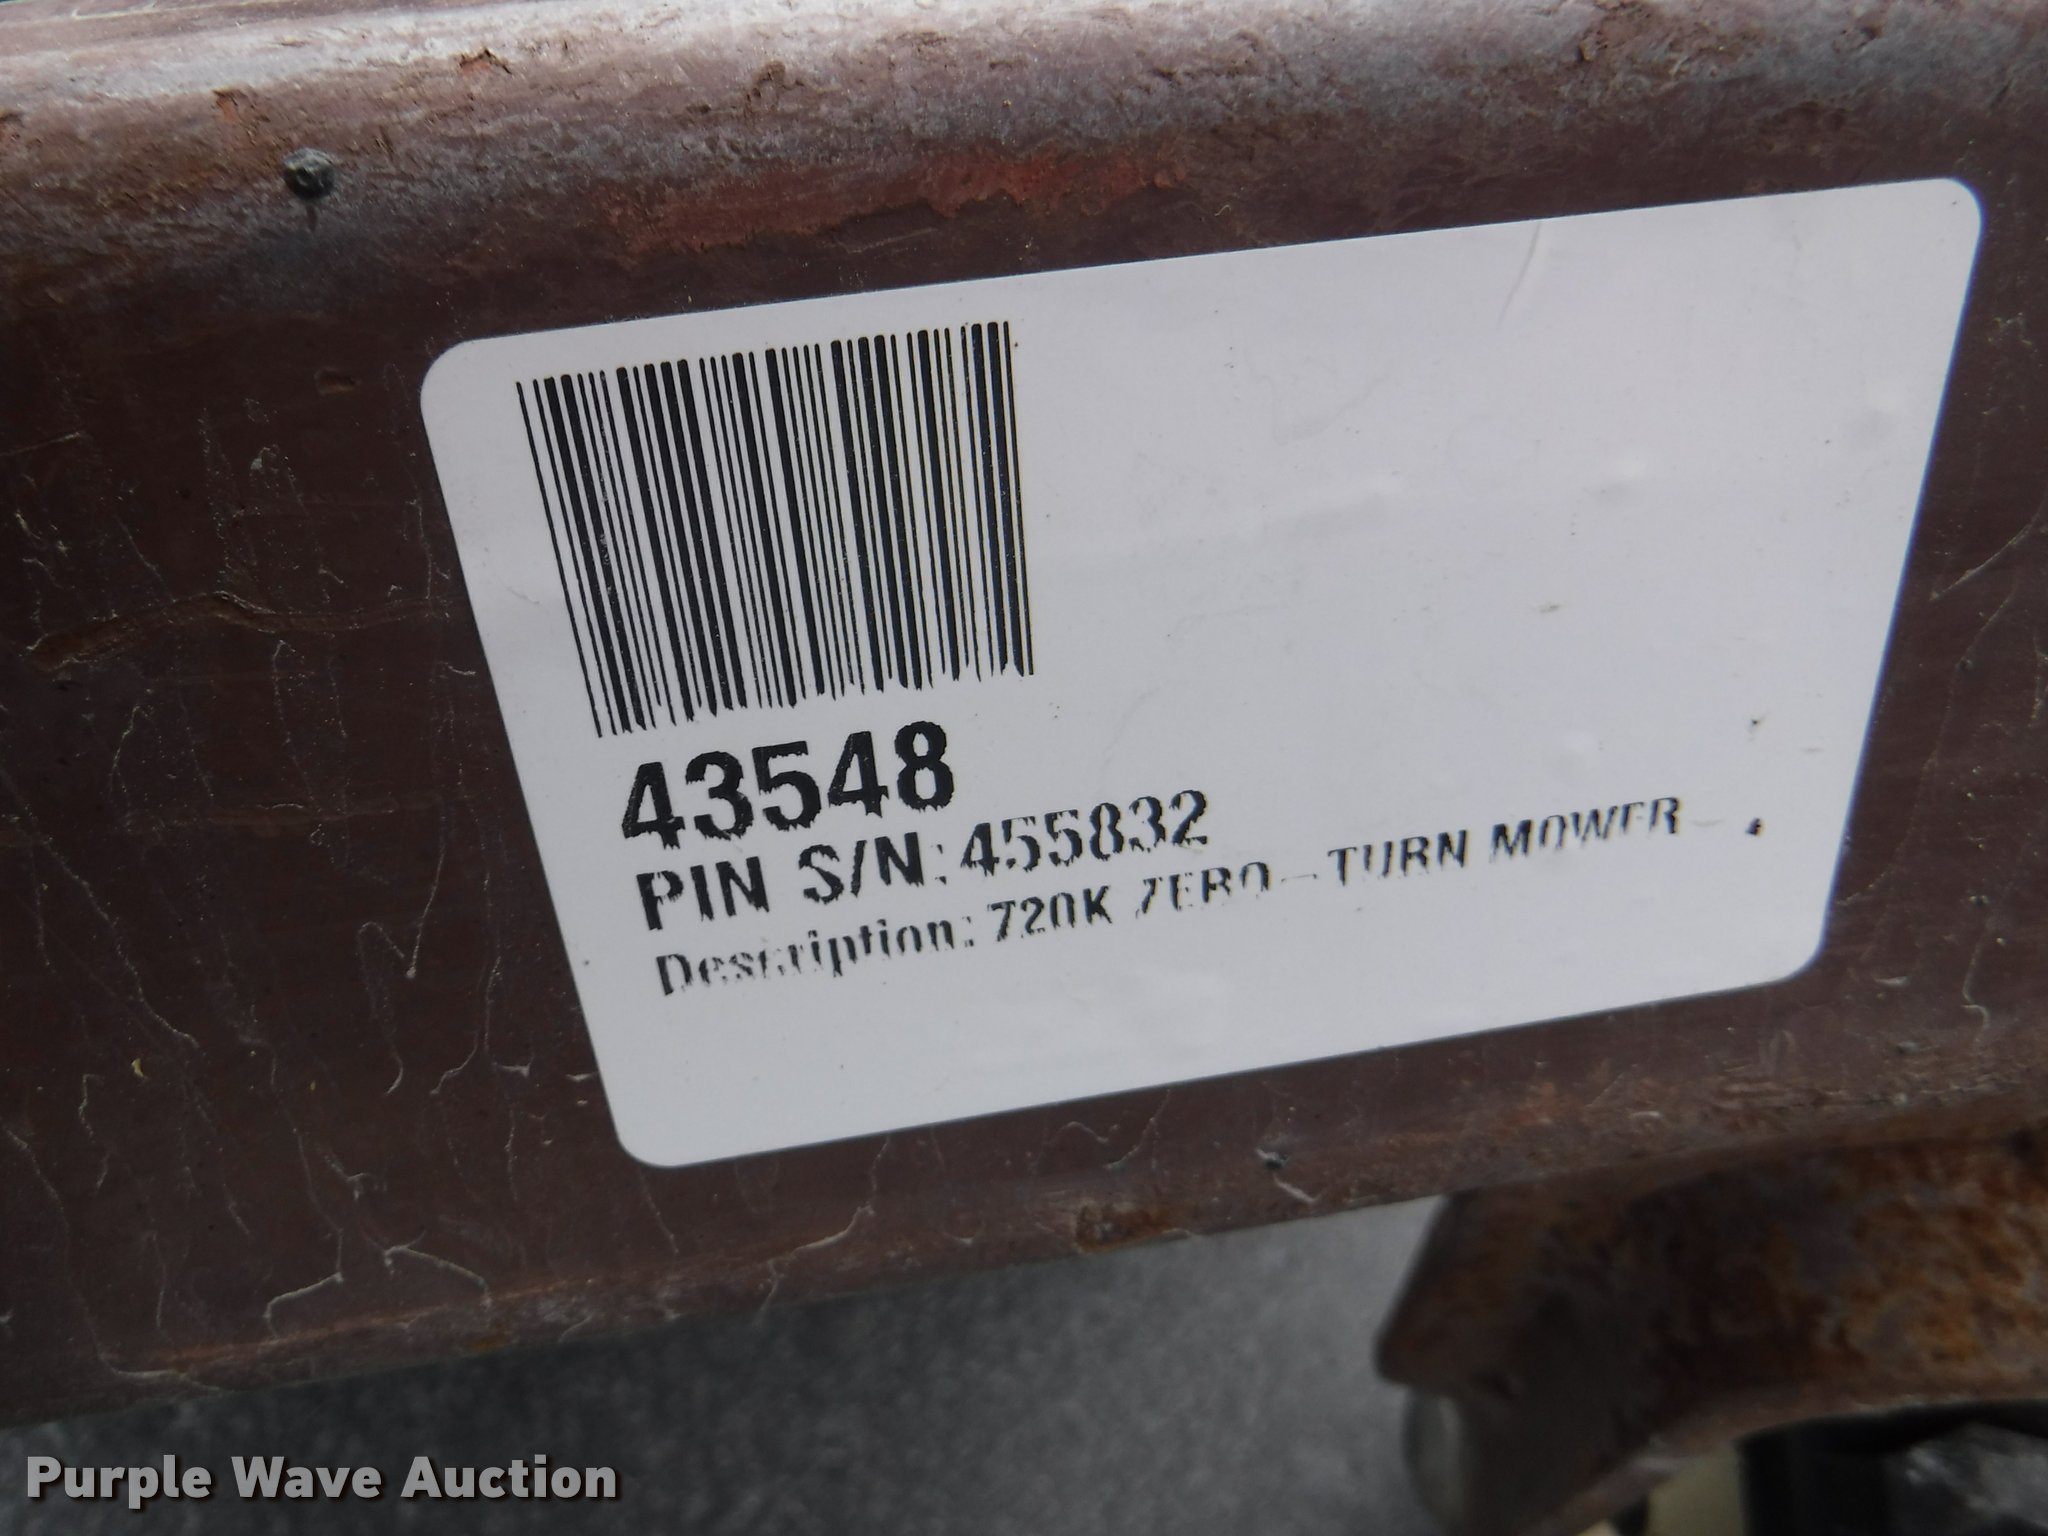 43548
PIN S/N: 455832
Description: 720K ZERO-TURN MOWER-
Purple Wave Auction